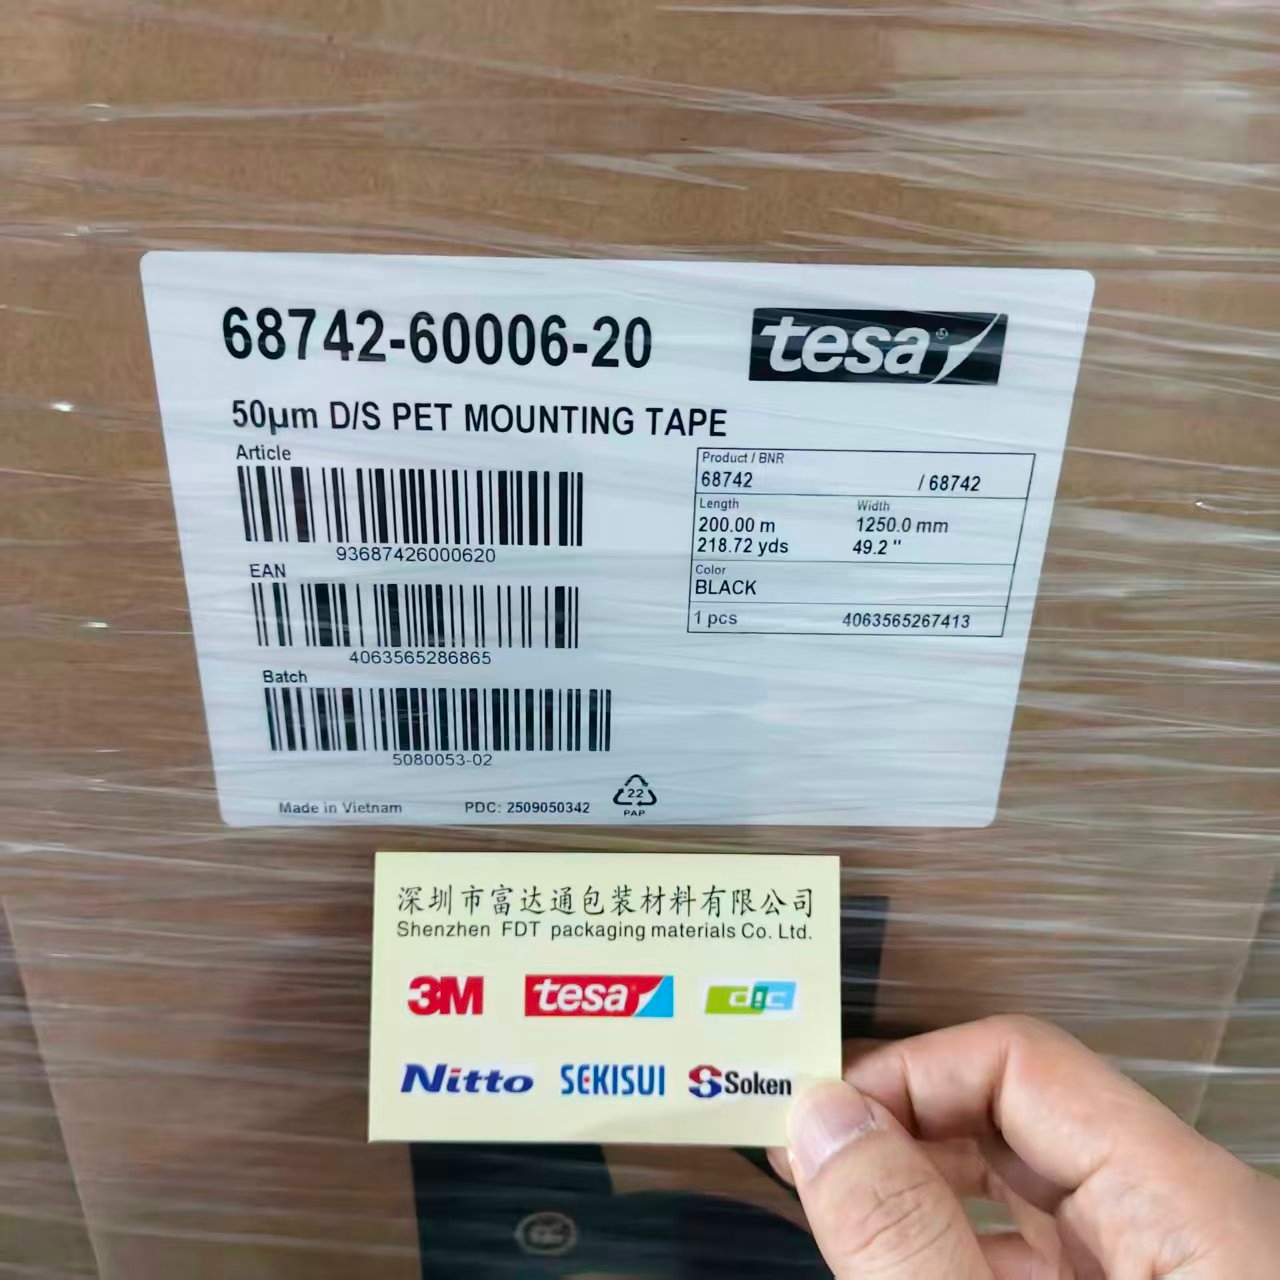 68742-60006-20
tesa
50µm D/S PET MOUNTING TAPE
Article
93687426000620
EAN
4063565286865
Batch
5080053-02
Made in Vietnam PDC: 2509050342
22
PAP
Product / BNR
68742 / 68742
Length Width
200.00 m 1250.0 mm
218.72 yds 49.2 "
Color
BLACK
1 pcs 4063565267413
深圳市富达通包装材料有限公司
Shenzhen FDT packaging materials Co. Ltd.
3M tesa dic
Nitto SEKISUI Soken